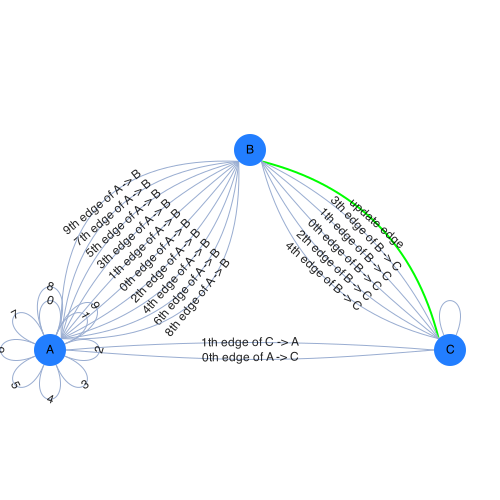 B
9th edge of A -> B
7th edge of A -> B
5th edge of A -> B
3th edge of A -> B
1th edge of A -> B
0th edge of A -> B
2th edge of A -> B
4th edge of A -> B
6th edge of A -> B
8th edge of A -> B
update edge
3th edge of B -> C
1th edge of B -> C
0th edge of B -> C
2th edge of B -> C
4th edge of B -> C
8
0
9
1
7
2
A
3
5
4
1th edge of C -> A
0th edge of A -> C
C